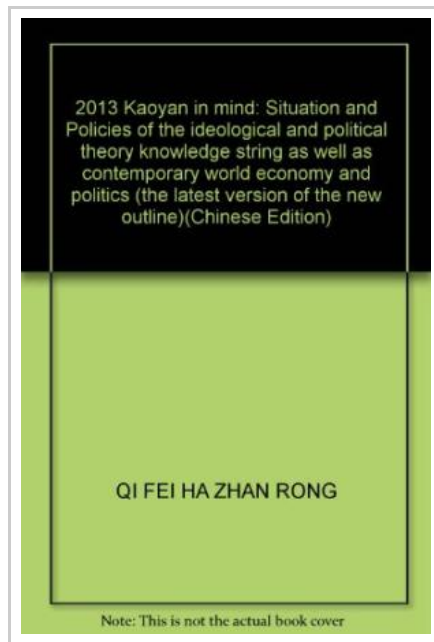 2013 Kaoyan in mind: Situation and
Policies of the ideological and political
theory knowledge string as well as
contemporary world economy and
politics (the latest version of the new
outline)(Chinese Edition)
QI FEI HA ZHAN RONG
Note: This is not the actual book cover